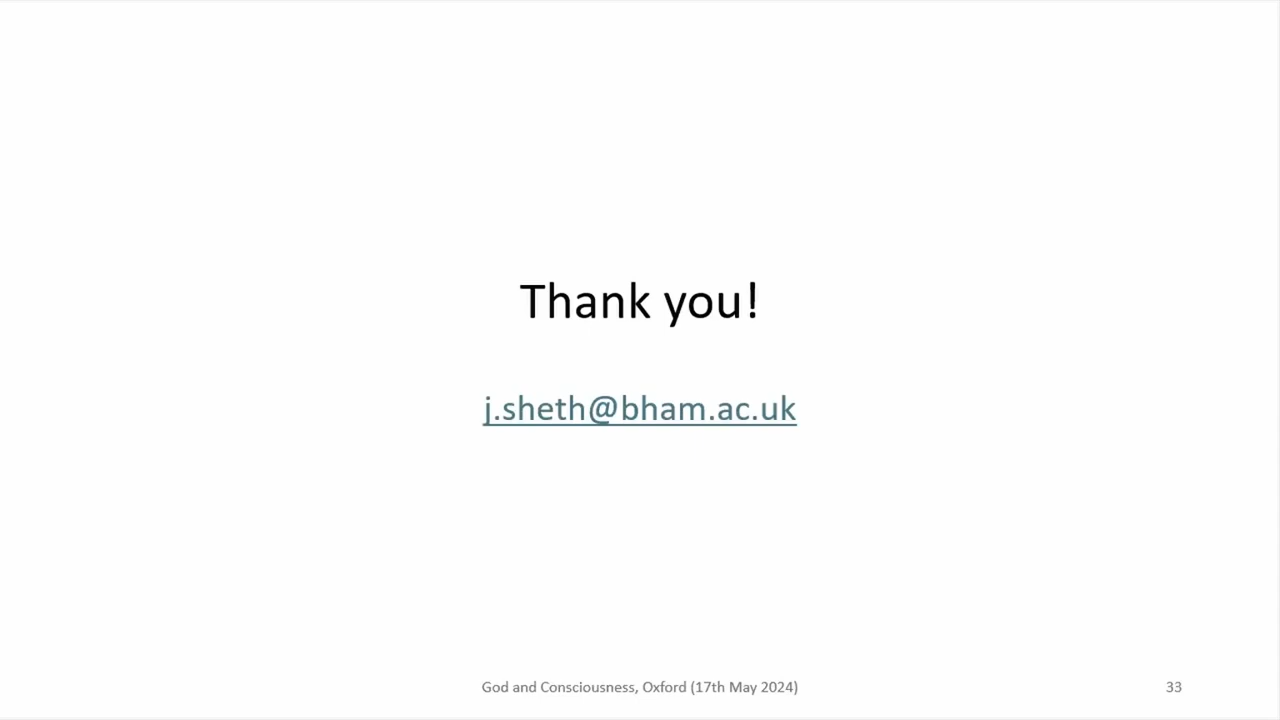 Thank you!
j.sheth@bham.ac.uk
God and Consciousness, Oxford (17th May 2024)
33